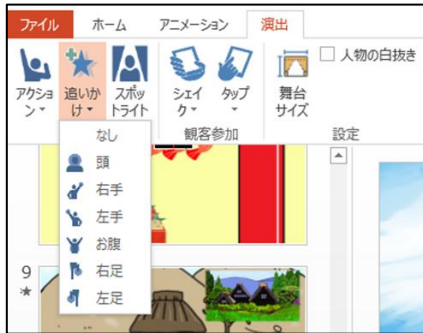 ファイル ホーム アニメーション 演出
アクション 追いかけ スポットライト シェイク タップ 舞台サイズ 人物の白抜き
観客参加 設定
なし
頭
右手
左手
お腹
右足
左足
9